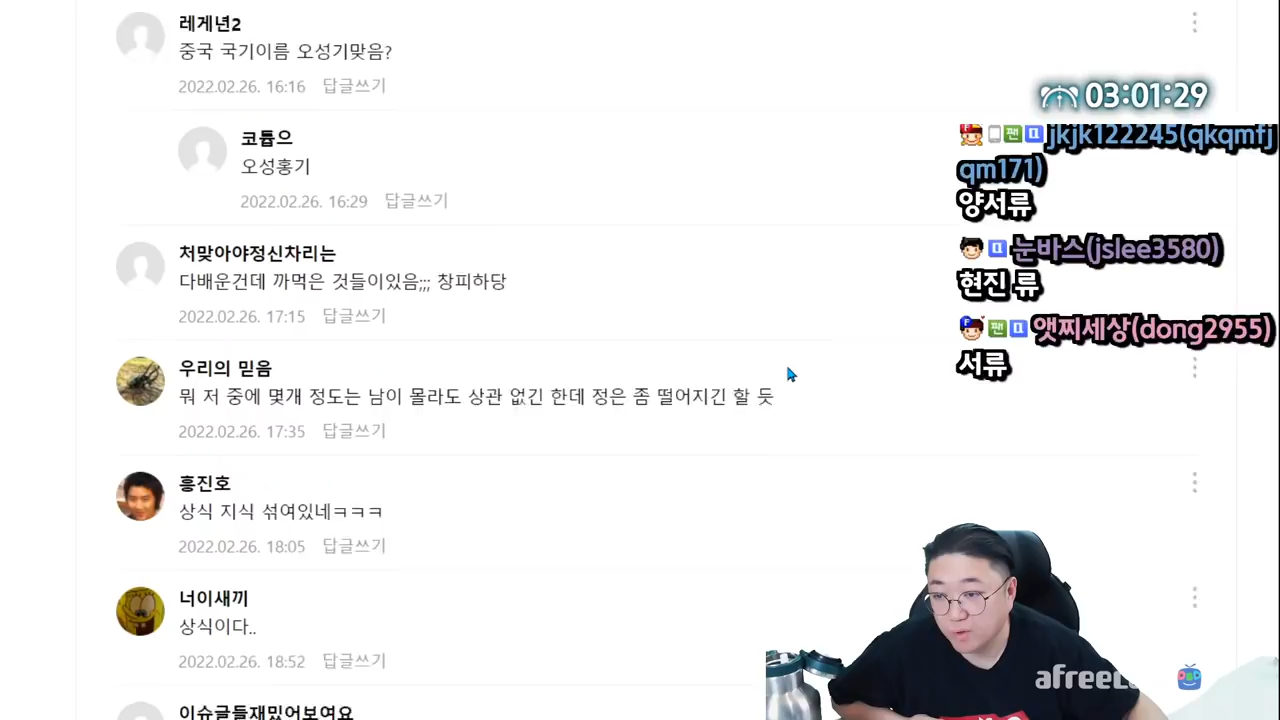 레게년2
중국 국기이름 오성기맞음?
2022.02.26. 16:16 답글쓰기
코튭으
오성홍기
2022.02.26. 16:29 답글쓰기
처맞아야정신차리는
다배운건데 까먹은 것들이있음;;; 창피하당
2022.02.26. 17:15 답글쓰기
우리의 믿음
뭐 저 중에 몇개 정도는 남이 몰라도 상관 없긴 한데 정은 좀 떨어지긴 할 듯
2022.02.26. 17:35 답글쓰기
홍진호
상식 지식 섞여있네ㅋㅋㅋ
2022.02.26. 18:05 답글쓰기
너이새끼
상식이다..
2022.02.26. 18:52 답글쓰기
이슈글들재밌어보여요
03:01:29
팬 jkjk122245(qkqmfj
qm171)
양서류
눈바스(jslee3580)
현진 류
팬 앳찌세상(dong2955)
서류